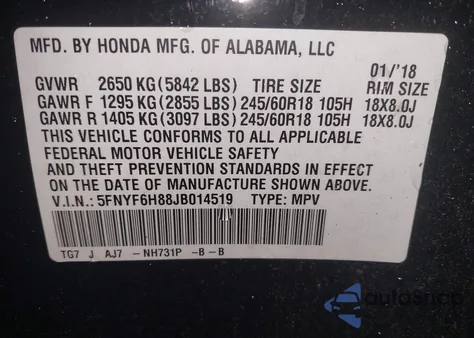 MFD. BY HONDA MFG. OF ALABAMA, LLC
01/'18
GVWR 2650 KG(5842 LBS) TIRE SIZE RIM SIZE
GAWR F 1295 KG(2855 LBS)245/60R18 105H 18X8.0J
GAWR R 1405 KG(3097 LBS)245/60R18 105H 18X8.0J
THIS VEHICLE CONFORMS TO ALL APPLICABLE
FEDERAL MOTOR VEHICLE SAFETY
AND THEFT PREVENTION STANDARDS IN EFFECT
ON THE DATE OF MANUFACTURE SHOWN ABOVE.
V.I.N.: 5FNYF6H88JB014519 TYPE: MPV
TG7 J AJ7 -NH731P -B-B
autosnap